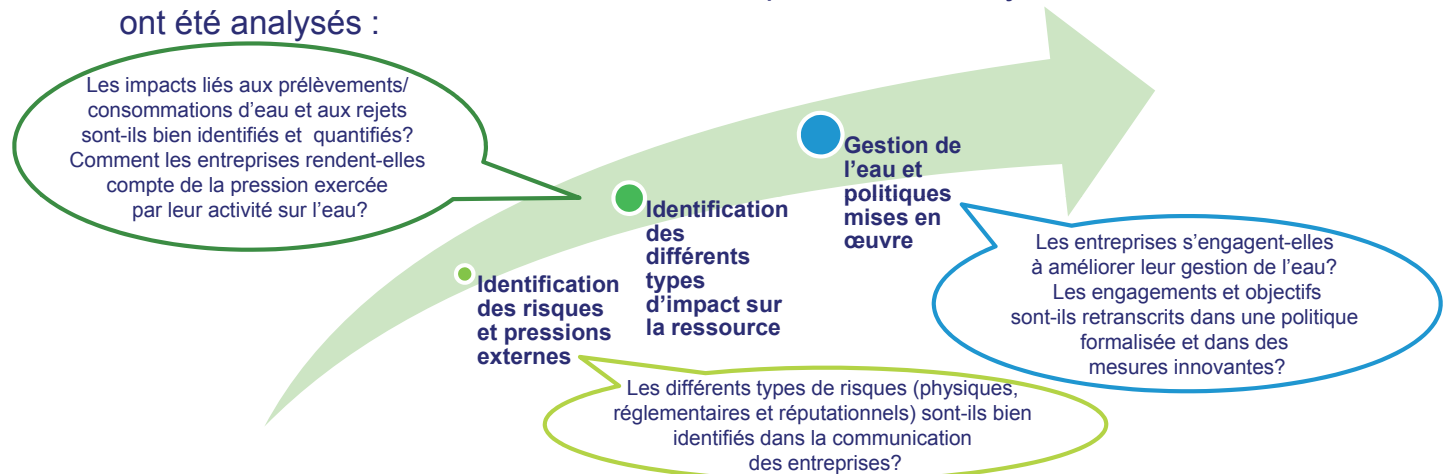 ont été analysés :
Les impacts liés aux prélèvements/
consommations d’eau et aux rejets
sont-ils bien identifiés et quantifiés?
Comment les entreprises rendent-elles
compte de la pression exercée
par leur activité sur l’eau?
Gestion de
l’eau et
politiques
mises en
œuvre
Identification
des
différents
types
d’impact sur
la ressource
Identification
des risques
et pressions
externes
Les entreprises s’engagent-elles
à améliorer leur gestion de l’eau?
Les engagements et objectifs
sont-ils retranscrits dans une politique
formalisée et dans des
mesures innovantes?
Les différents types de risques (physiques,
réglementaires et réputationnels) sont-ils bien
identifiés dans la communication
des entreprises?